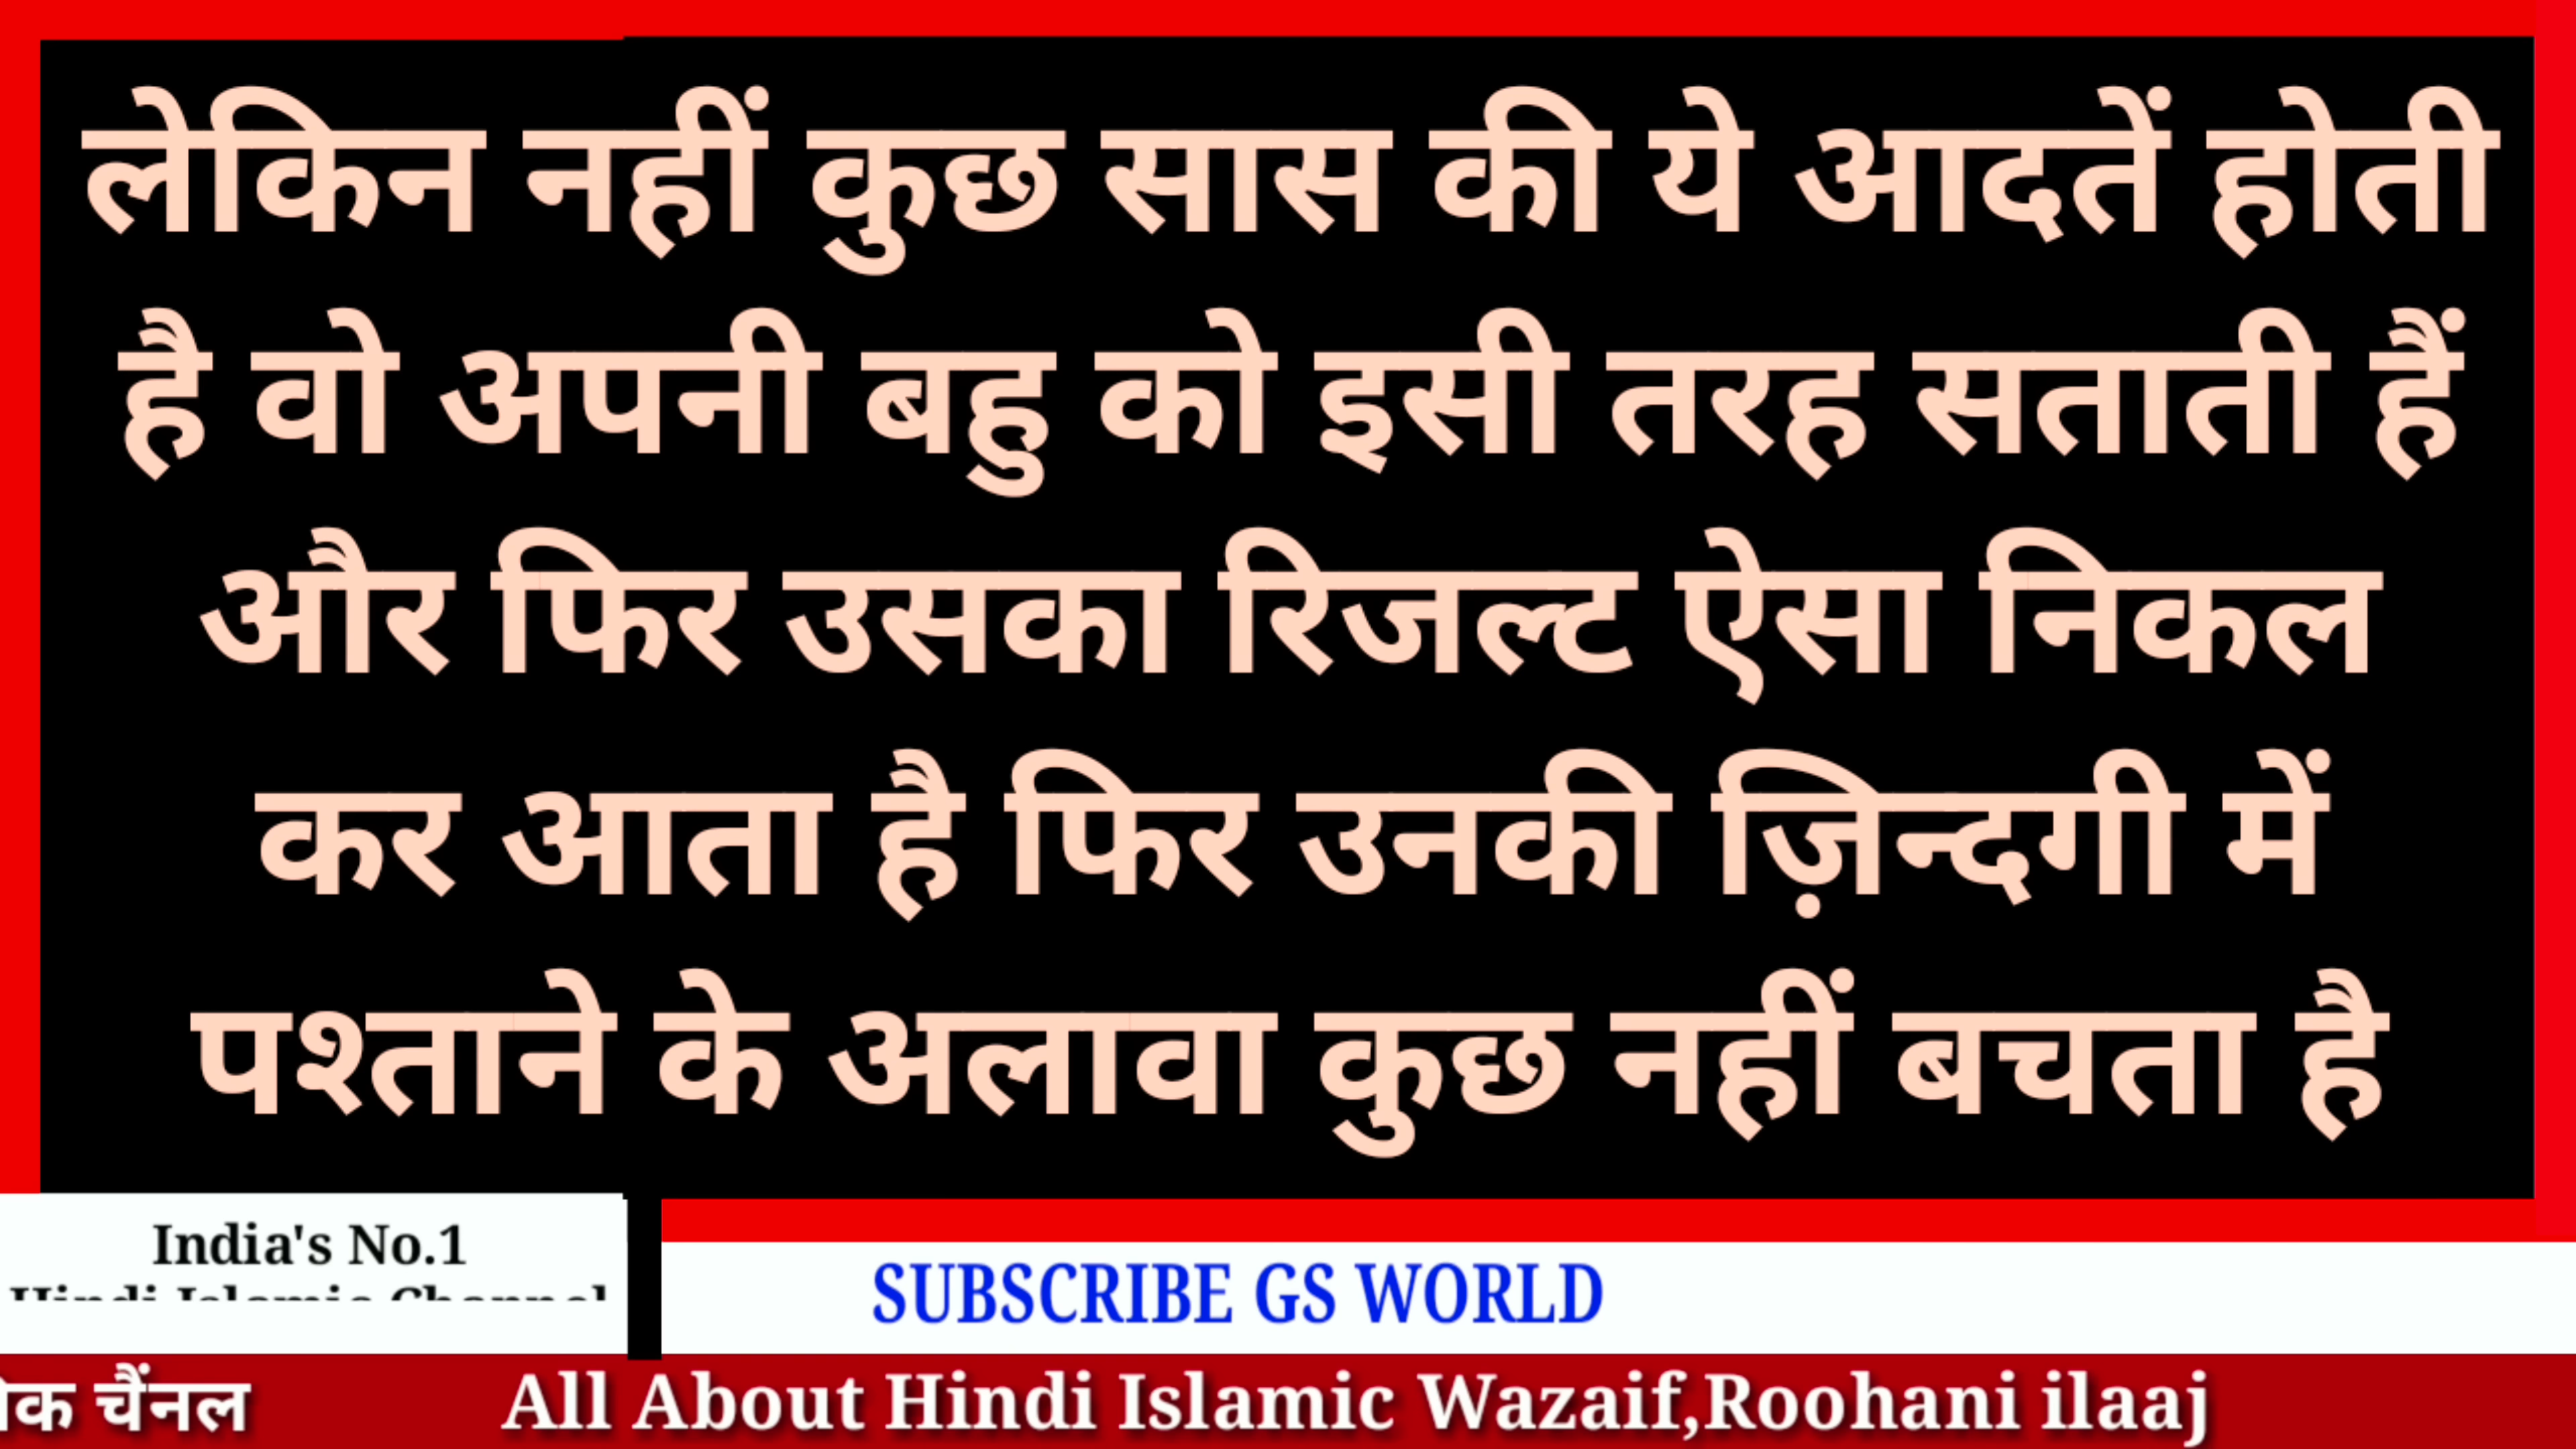 लेकिन नहीं कुछ सास की ये आदतें होती
है वो अपनी बहु को इसी तरह सताती हैं
और फिर उसका रिजल्ट ऐसा निकल
कर आता है फिर उनकी ज़िन्दगी में
पश्ताने के अलावा कुछ नहीं बचता है
India's No.1
Hindi Islamic Channel
SUBSCRIBE GS WORLD
चैंनल All About Hindi Islamic Wazaif,Roohani ilaaj